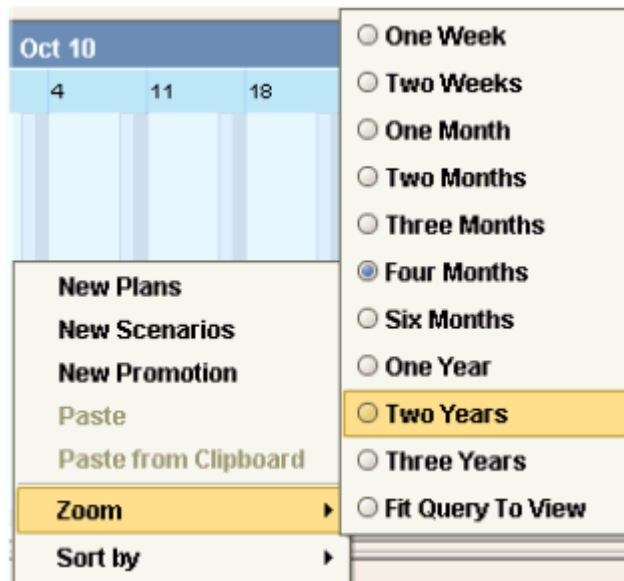 Oct 10
4 11 18
New Plans
New Scenarios
New Promotion
Paste
Paste from Clipboard
Zoom
Sort by
One Week
Two Weeks
One Month
Two Months
Three Months
Four Months
Six Months
One Year
Two Years
Three Years
Fit Query To View